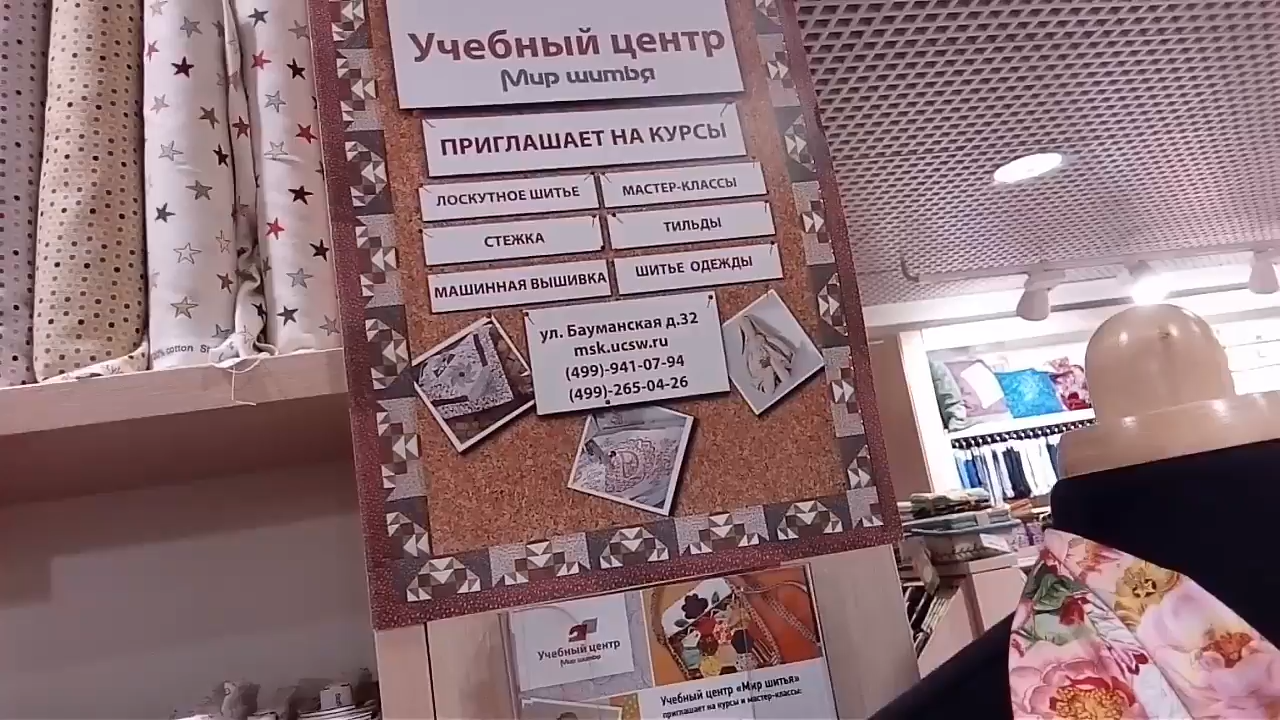 Учебный центр
Мир шитья
ПРИГЛАШАЕТ НА КУРСЫ
ЛОСКУТНОЕ ШИТЬЕ
МАСТЕР-КЛАССЫ
СТЕЖКА
ТИЛЬДЫ
МАШИННАЯ ВЫШИВКА
ШИТЬЕ ОДЕЖДЫ
ул. Бауманская д.32
msk.ucsw.ru
(499)-941-07-94
(499)-265-04-26
cotton
Учебный центр
Мир шитья
Учебный центр «Мир шитья»
приглашает на курсы и мастер-классы: